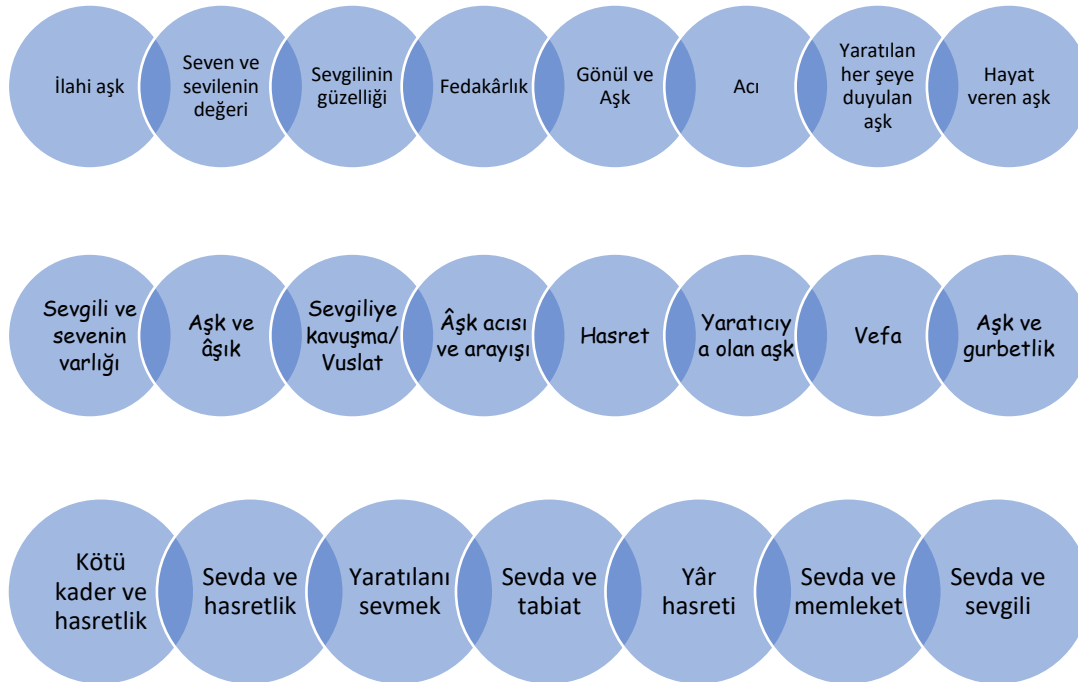 İlahi aşk
Seven ve
sevilenin
değeri
Sevgilinin
güzelliği
Fedakârlık
Gönül ve
Aşk
Acı
Yaratılan
her şeye
duyulan
aşk
Hayat
veren aşk
Sevgili ve
sevenin
varlığı
Aşk ve
âşık
Sevgiliye
kavuşma/
Vuslat
Âşk acısı
ve arayışı
Hasret
Yaratıcıy
a olan aşk
Vefa
Aşk ve
gurbetlik
Kötü
kader ve
hasretlik
Sevda ve
hasretlik
Yaratılanı
sevmek
Sevda ve
tabiat
Yâr
hasreti
Sevda ve
memleket
Sevda ve
sevgili